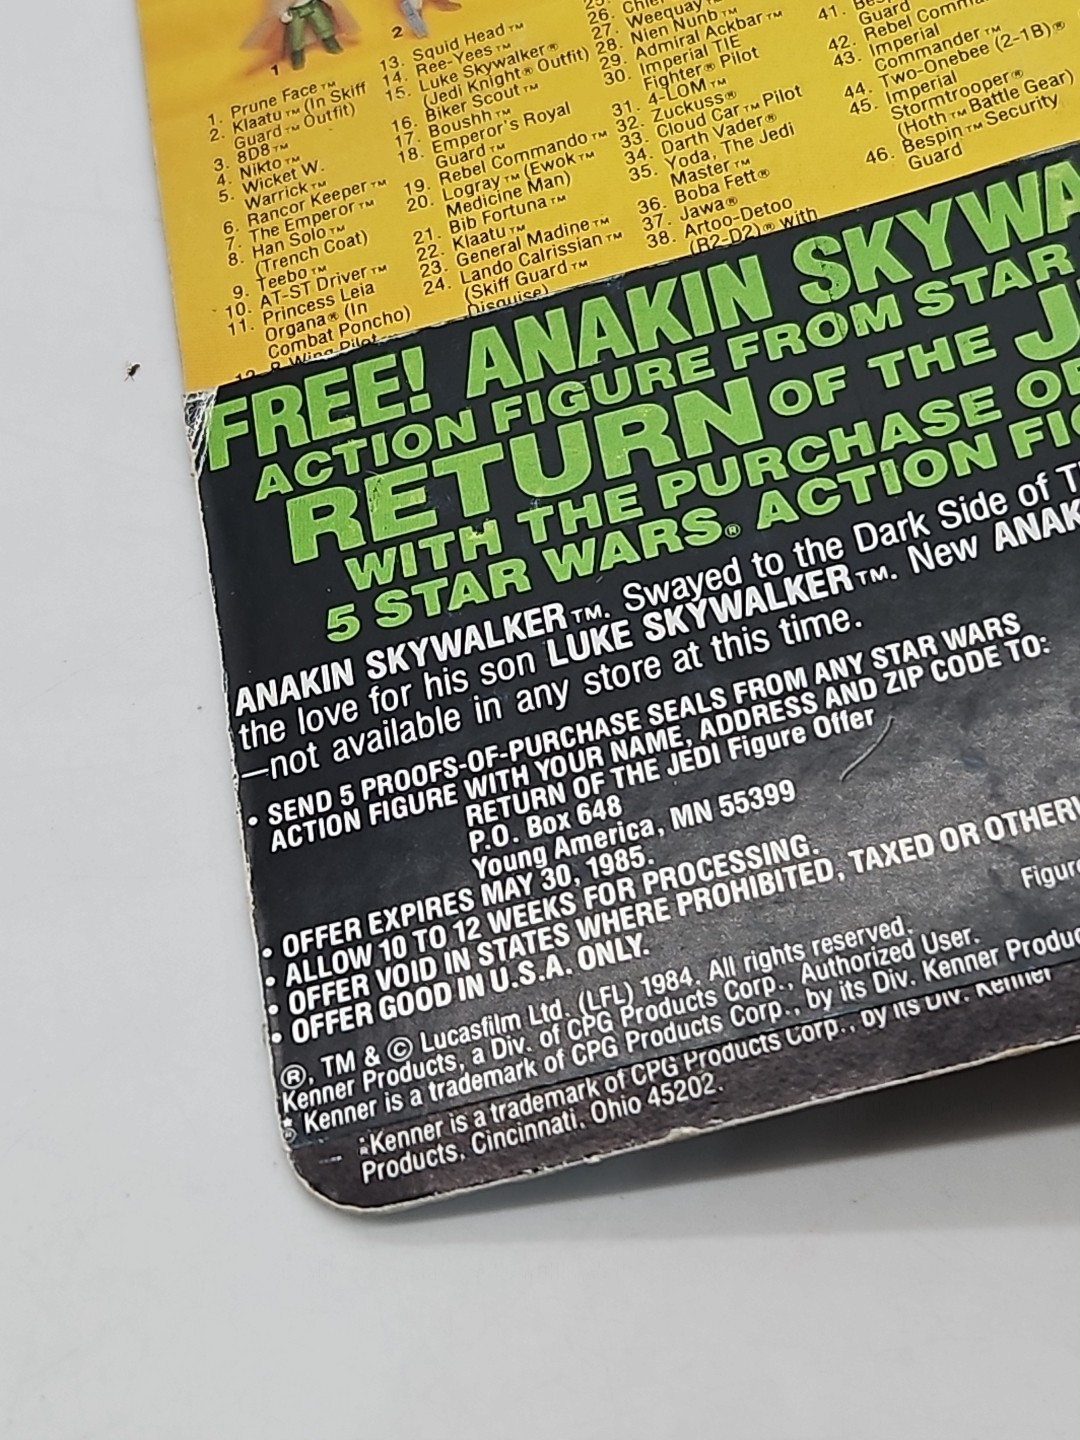 1
2
1. Prune Face™
2. Klaatu™ (In Skiff
Guard™ Outfit)
3. 8D8™
4. Nikto™
5. Wicket W.
Warrick™
6. Rancor Keeper™
7. The Emperor™
8. Han Solo™
(Trench Coat)
9. Teebo™
10. AT-ST Driver™
11. Princess Leia
Organa® (In
Combat Poncho)
12. B-Wing Pilot
13. Squid Head™
14. Ree-Yees™
15. Luke Skywalker®
(Jedi Knight® Outfit)
16. Biker Scout™
17. Boushh™
18. Emperor's Royal
Guard™
19. Rebel Commando™
20. Logray™ (Ewok™
Medicine Man)
21. Bib Fortuna™
22. Klaatu™
23. General Madine™
24. Lando Calrissian™
(Skiff Guard™
Disguise)
25.
26. Weequay™
27. Nien Nunb™
28. Admiral Ackbar™
29. Imperial TIE
30. Fighter® Pilot
31. 4-LOM™
32. Zuckuss®
33. Cloud Car™ Pilot
34. Darth Vader®
35. Yoda, The Jedi
Master™
36. Boba Fett®
37. Jawa®
38. Artoo-Detoo
(R2-D2)® with
41.
Guard
42. Rebel
43. Imperial
Commander™
44. Two-Onebee (2-1B)®
45. Imperial
Stormtrooper®
(Hoth™ Battle Gear)
46. Bespin™ Security
Guard
FREE! ANAKIN
ACTION FIGURE FROM STAR
RETURN OF THE
WITH THE PURCHASE OF
5 STAR WARS® ACTION
ANAKIN SKYWALKER™. Swayed to the Dark Side of
the love for his son LUKE SKYWALKER™. New
—not available in any store at this time.
• SEND 5 PROOFS-OF-PURCHASE SEALS FROM ANY STAR WARS
ACTION FIGURE WITH YOUR NAME, ADDRESS AND ZIP CODE TO:
RETURN OF THE JEDI Figure Offer
P.O. Box 648
Young America, MN 55399
• OFFER EXPIRES MAY 30, 1985.
• ALLOW 10 TO 12 WEEKS FOR PROCESSING.
• OFFER VOID IN STATES WHERE PROHIBITED, TAXED OR
• OFFER GOOD IN U.S.A. ONLY.
®, TM & © Lucasfilm Ltd. (LFL) 1984. All rights reserved.
Kenner Products, a Div. of CPG Products Corp., Authorized User.
® Kenner is a trademark of CPG Products Corp., by its Div. Kenner
®Kenner is a trademark of CPG Products Corp., by its Div. Kenner
Products, Cincinnati, Ohio 45202.